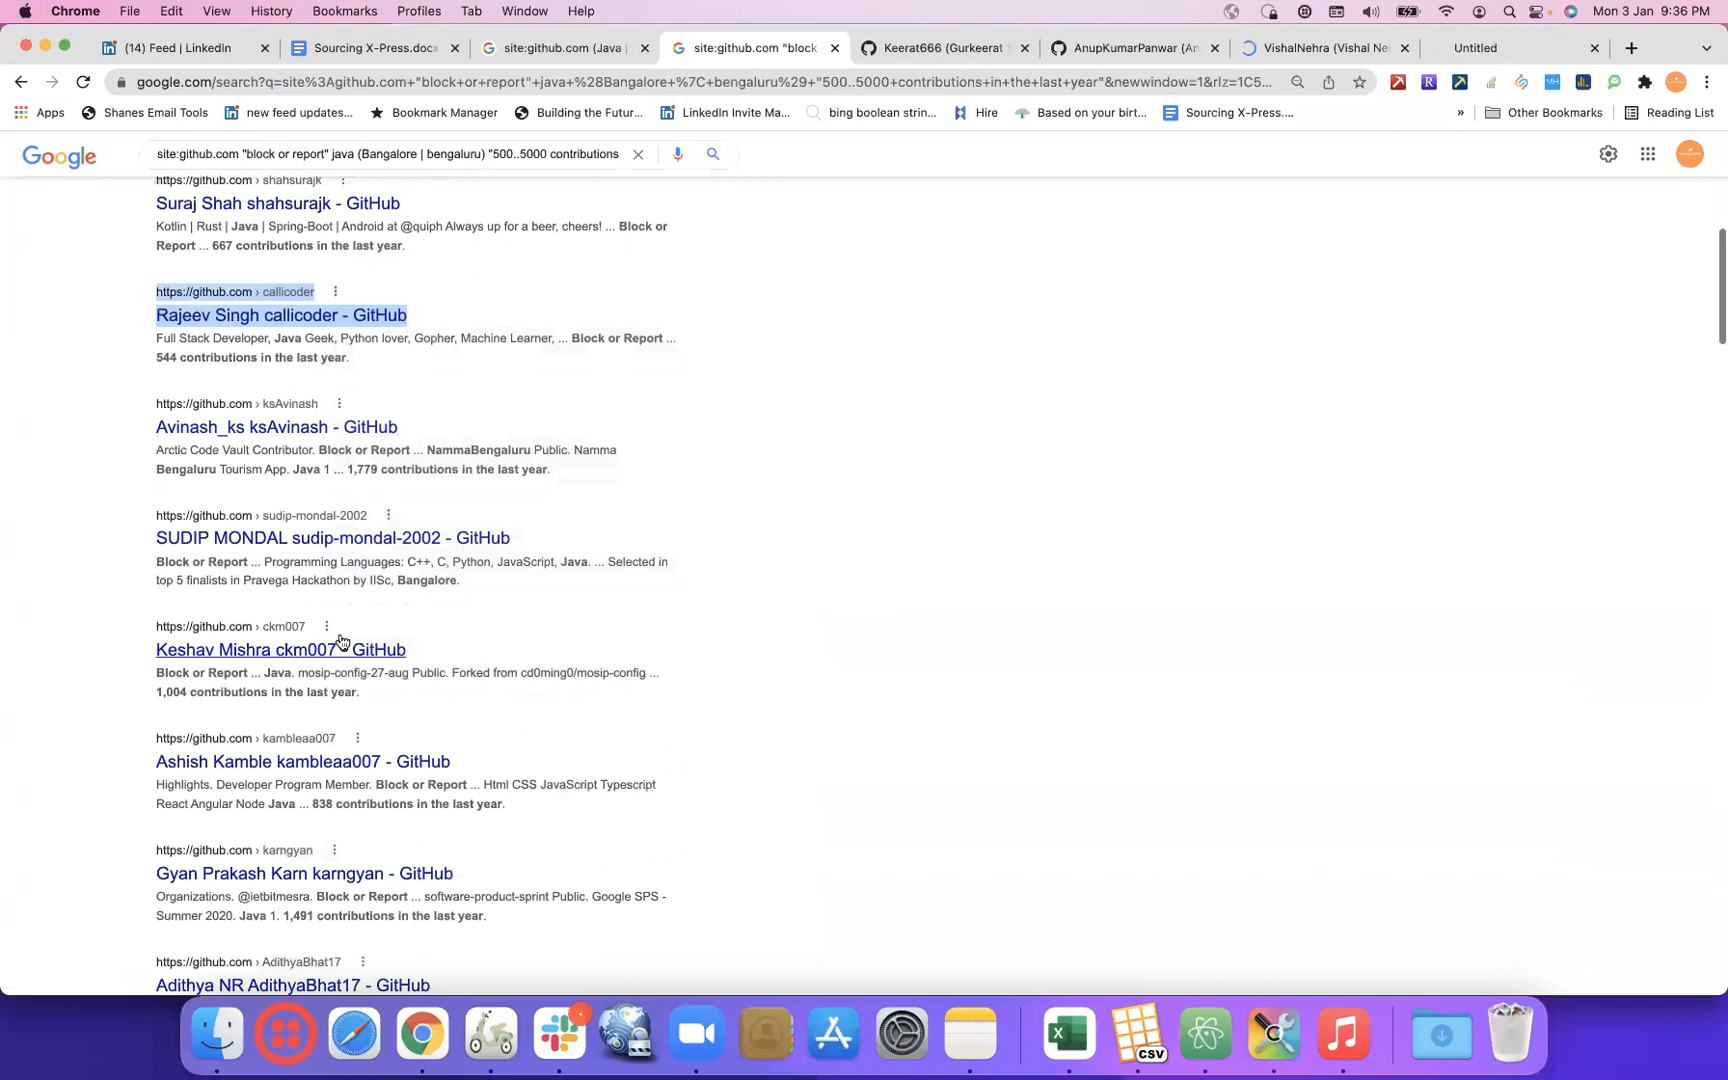 Chrome File Edit View History Bookmarks Profiles Tab Window Help Mon 3 Jan 9:36 PM
(14) Feed | LinkedIn Sourcing X-Press.docx site:github.com (Java | site:github.com "block Keerat666 (Gurkeerat S AnupKumarPanwar (An VishalNehra (Vishal Ne Untitled
google.com/search?q=site%3Agithub.com+"block+or+report"+java+%28Bangalore+%7C+bengaluru%29+"500..5000+contributions+in+the+last+year"&newwindow=1&rlz=1C5...
Apps Shanes Email Tools new feed updates... Bookmark Manager Building the Futur... LinkedIn Invite Ma... bing boolean strin... Hire Based on your birt... Sourcing X-Press.... » Other Bookmarks Reading List
Google site:github.com "block or report" java (Bangalore | bengaluru) "500..5000 contributions
https://github.com › shahsurajk
Suraj Shah shahsurajk - GitHub
Kotlin | Rust | Java | Spring-Boot | Android at @quiph Always up for a beer, cheers! ... Block or
Report ... 667 contributions in the last year.
https://github.com › callicoder
Rajeev Singh callicoder - GitHub
Full Stack Developer, Java Geek, Python lover, Gopher, Machine Learner, ... Block or Report ...
544 contributions in the last year.
https://github.com › ksAvinash
Avinash_ks ksAvinash - GitHub
Arctic Code Vault Contributor. Block or Report ... NammaBengaluru Public. Namma
Bengaluru Tourism App. Java 1 ... 1,779 contributions in the last year.
https://github.com › sudip-mondal-2002
SUDIP MONDAL sudip-mondal-2002 - GitHub
Block or Report ... Programming Languages: C++, C, Python, JavaScript, Java. ... Selected in
top 5 finalists in Pravega Hackathon by IISc, Bangalore.
https://github.com › ckm007
Keshav Mishra ckm007 - GitHub
Block or Report ... Java. mosip-config-27-aug Public. Forked from cd0ming0/mosip-config ...
1,004 contributions in the last year.
https://github.com › kambleaa007
Ashish Kamble kambleaa007 - GitHub
Highlights. Developer Program Member. Block or Report ... Html CSS JavaScript Typescript
React Angular Node Java ... 838 contributions in the last year.
https://github.com › karngyan
Gyan Prakash Karn karngyan - GitHub
Organizations. @ietbitmesra. Block or Report ... software-product-sprint Public. Google SPS -
Summer 2020. Java 1. 1,491 contributions in the last year.
https://github.com › AdithyaBhat17
Adithya NR AdithyaBhat17 - GitHub
CSV